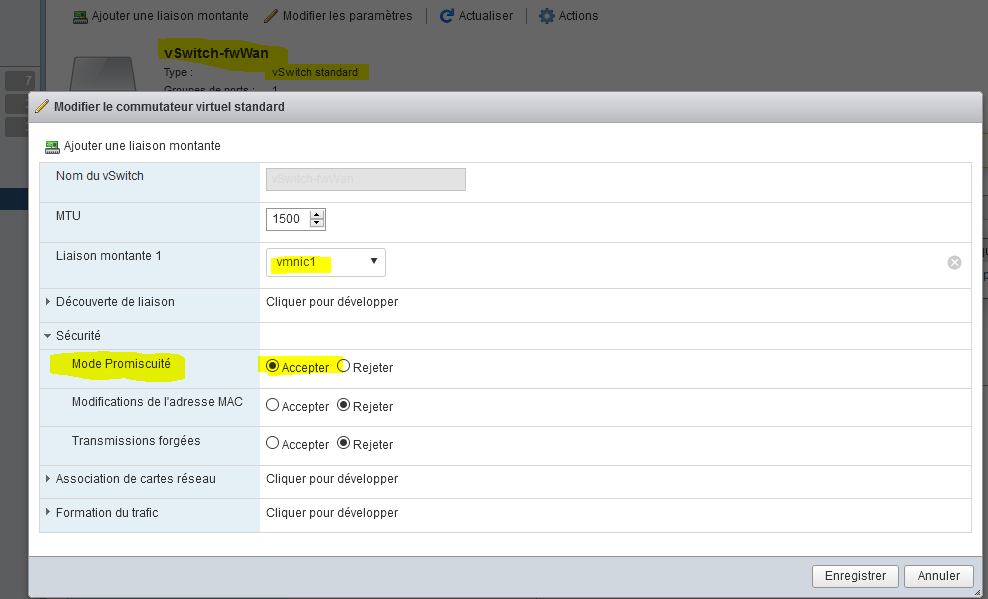 Ajouter une liaison montante Modifier les paramètres Actualiser Actions
vSwitch-fwWan
Type : vSwitch standard
Groupes de ports : 1
7
Modifier le commutateur virtuel standard
Ajouter une liaison montante
Nom du vSwitch vSwitch-fwWan
MTU 1500
Liaison montante 1 vmnic1
Découverte de liaison Cliquer pour développer
Sécurité
Mode Promiscuité Accepter Rejeter
Modifications de l'adresse MAC Accepter Rejeter
Transmissions forgées Accepter Rejeter
Association de cartes réseau Cliquer pour développer
Formation du trafic Cliquer pour développer
Enregistrer Annuler